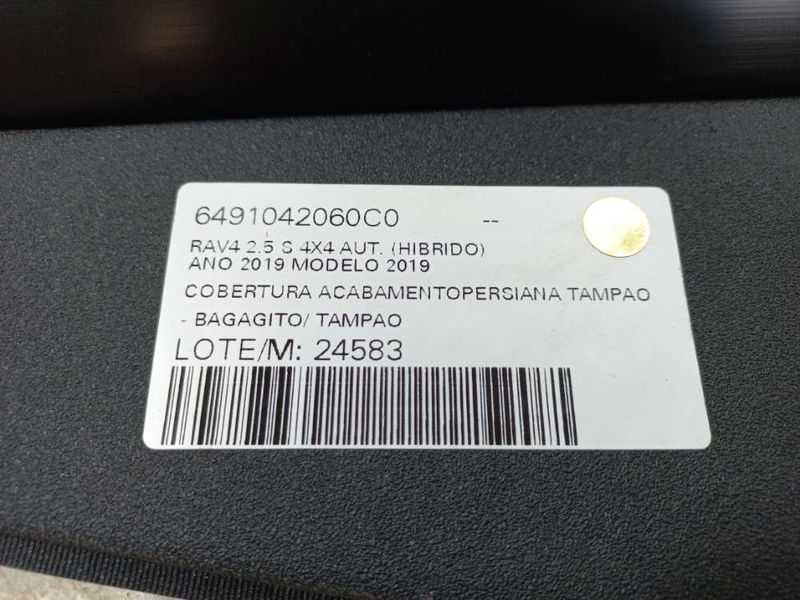 6491042060C0 --
RAV4 2.5 S 4X4 AUT. (HIBRIDO)
ANO 2019 MODELO 2019
COBERTURA ACABAMENTOPERSIANA TAMPAO
- BAGAGITO/ TAMPAO
LOTE/M: 24583